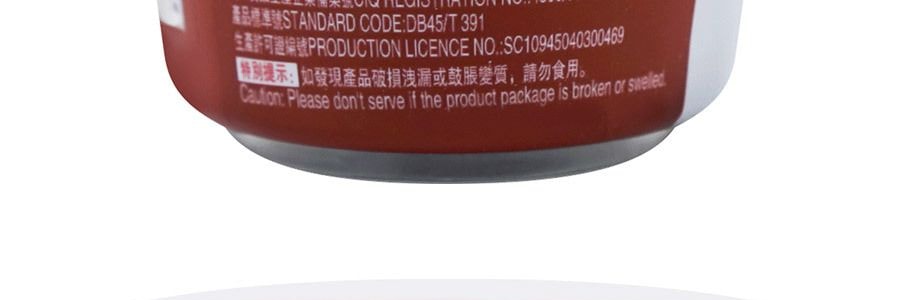 產品標準號STANDARD CODE:DB45/T 391
生產許可證編號PRODUCTION LICENCE NO.:SC10945040300469
特別提示: 如發現產品破損洩漏或鼓脹變質，請勿食用。
Caution: Please don't serve if the product package is broken or swelled.